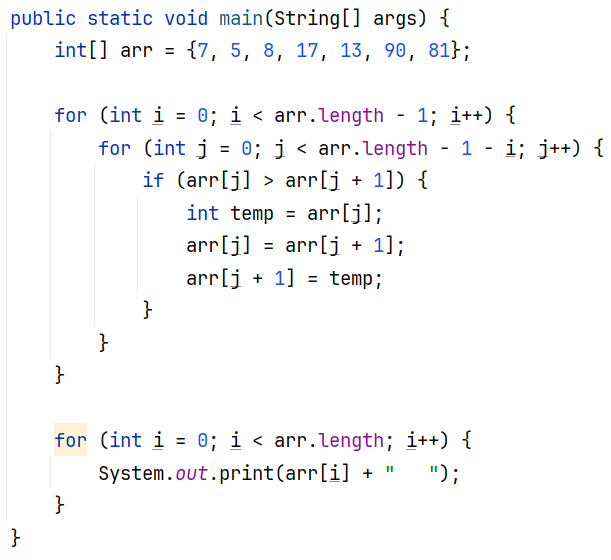 public static void main(String[] args) {
    int[] arr = {7, 5, 8, 17, 13, 90, 81};

    for (int i = 0; i < arr.length - 1; i++) {
        for (int j = 0; j < arr.length - 1 - i; j++) {
            if (arr[j] > arr[j + 1]) {
                int temp = arr[j];
                arr[j] = arr[j + 1];
                arr[j + 1] = temp;
            }
        }
    }

    for (int i = 0; i < arr.length; i++) {
        System.out.print(arr[i] + "   ");
    }
}